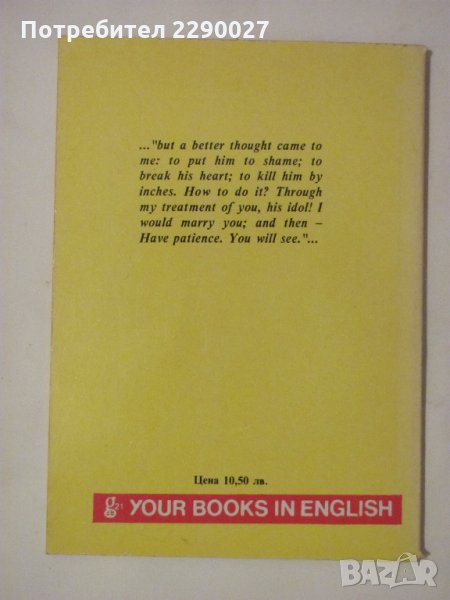 Потребител 2290027
..."but a better thought came to
me: to put him to shame; to
break his heart; to kill him by
inches. How to do it? Through
my treatment of you, his idol! I
would marry you; and then –
Have patience. You will see."...
Цена 10,50 лв.
21 YOUR BOOKS IN ENGLISH
BAZAR